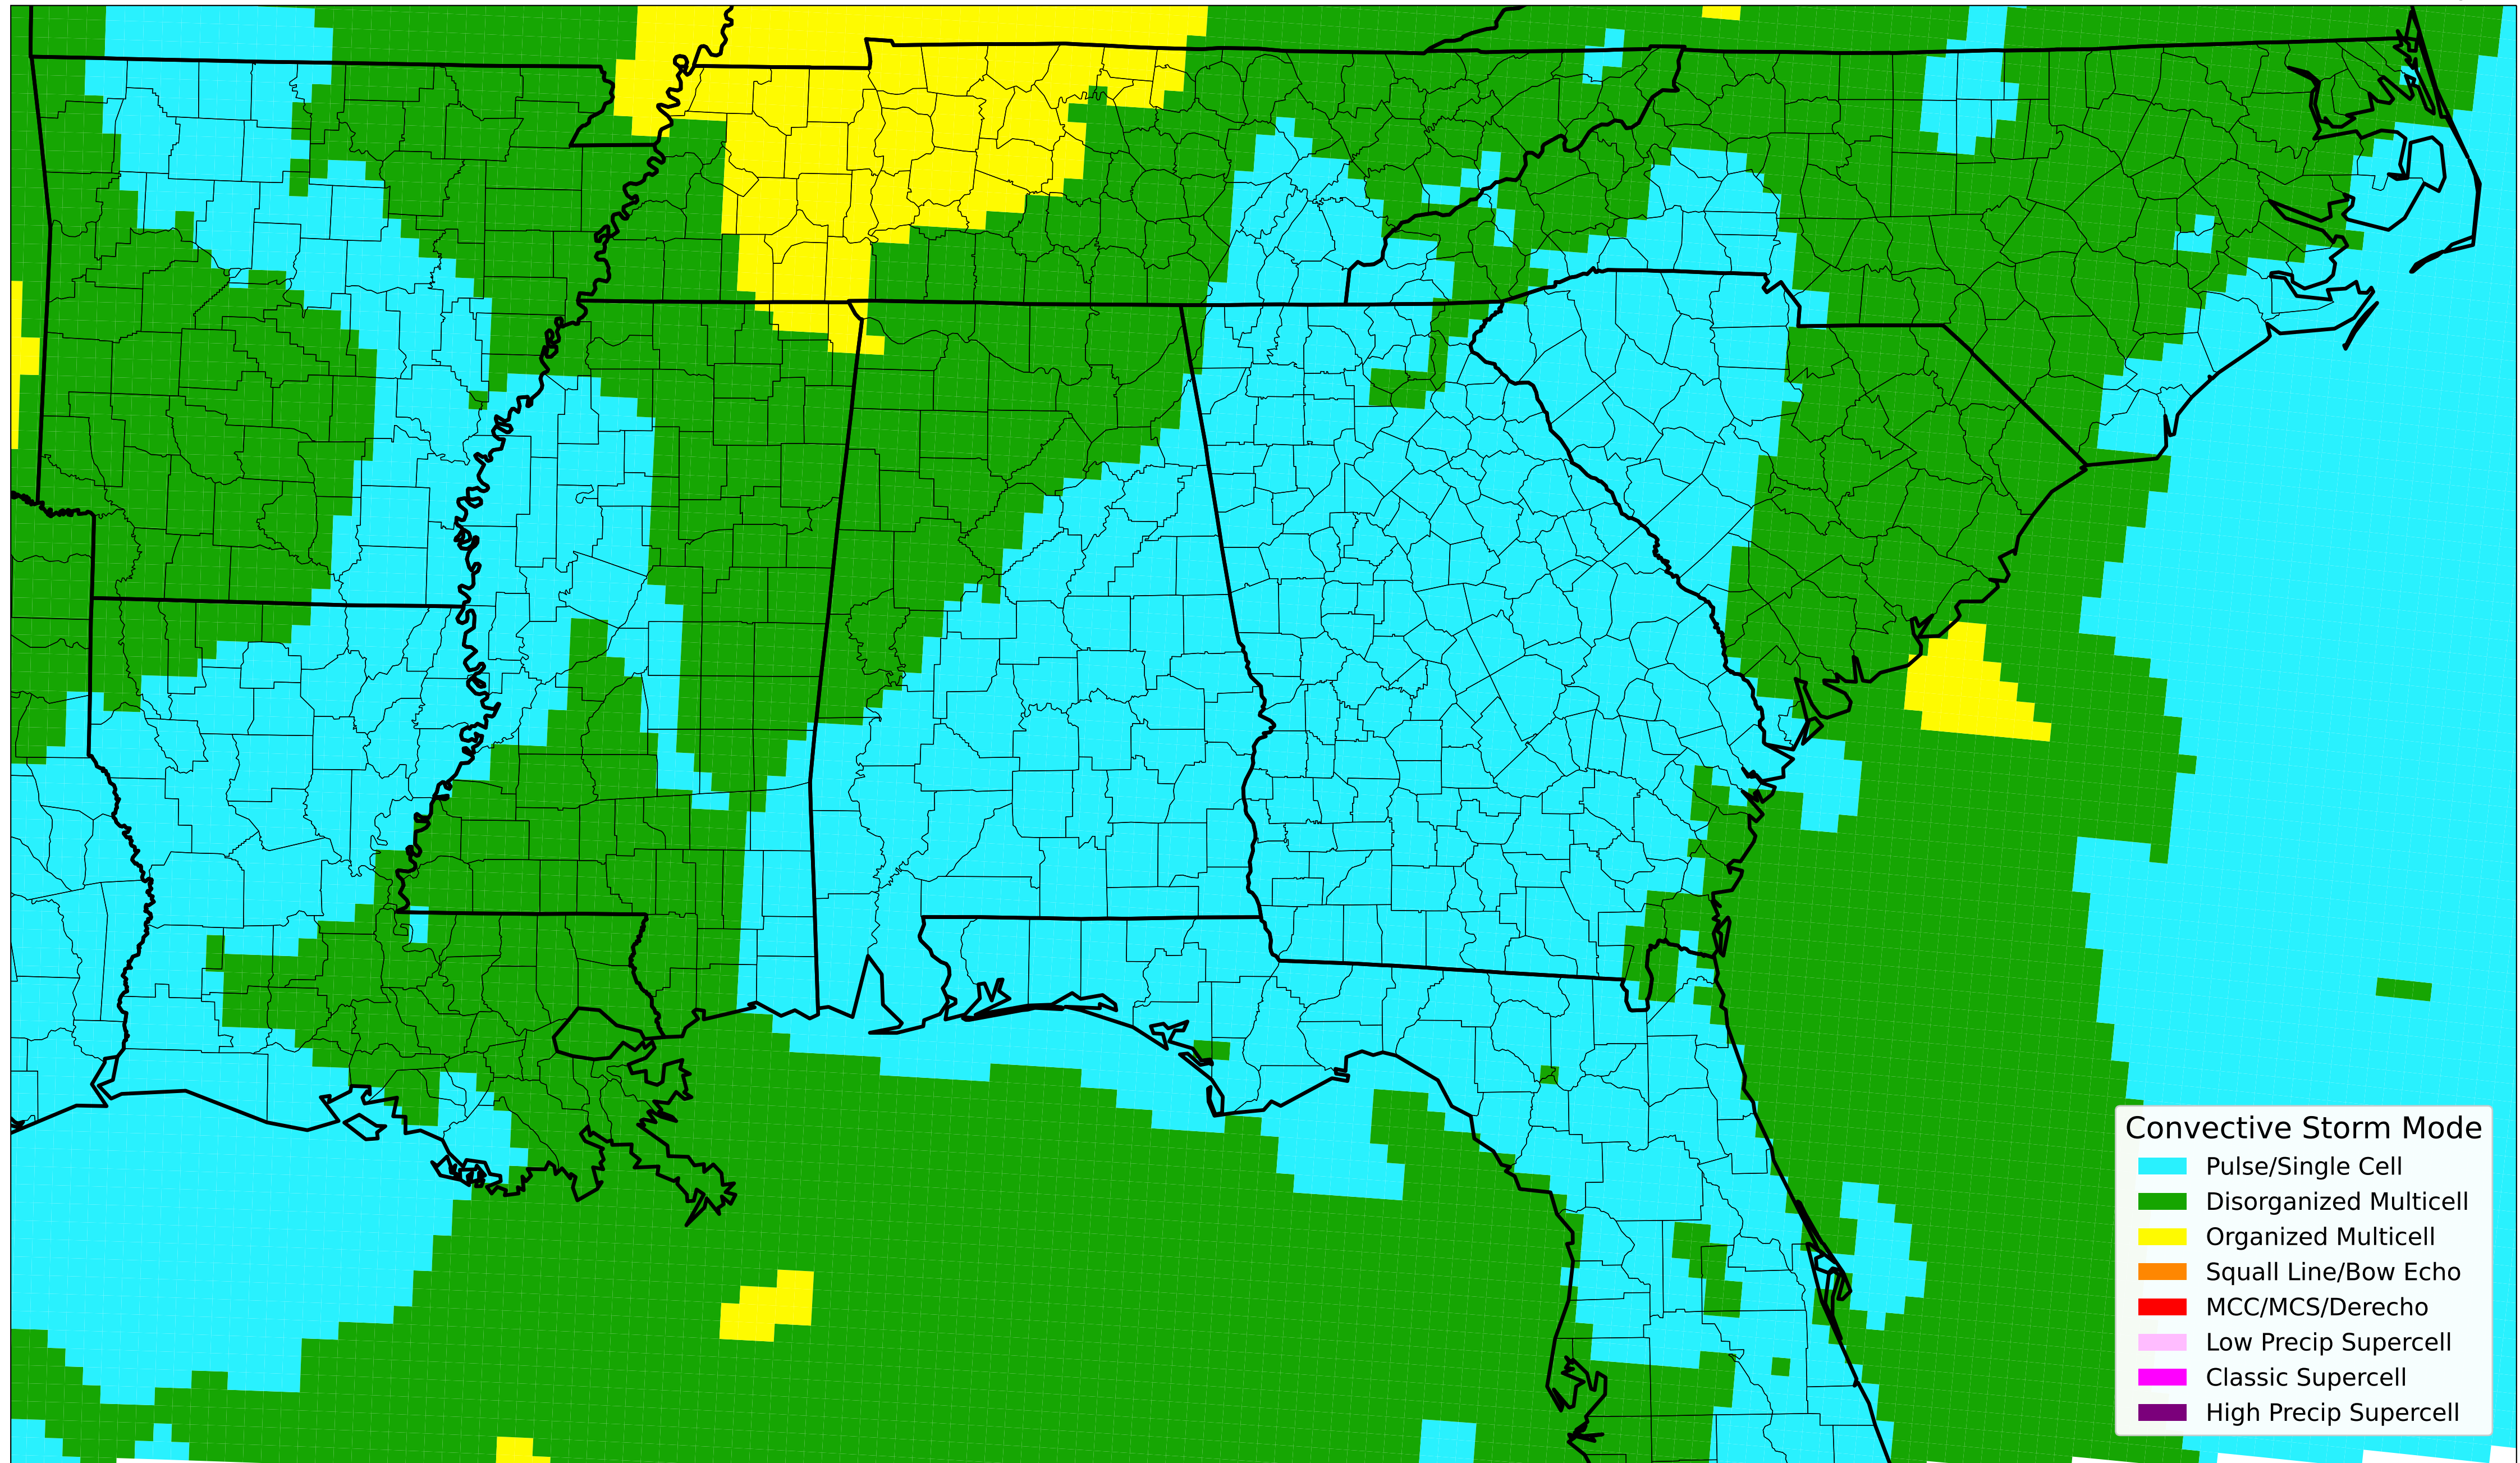 Convective Storm Mode
Pulse/Single Cell
Disorganized Multicell
Organized Multicell
Squall Line/Bow Echo
MCC/MCS/Derecho
Low Precip Supercell
Classic Supercell
High Precip Supercell